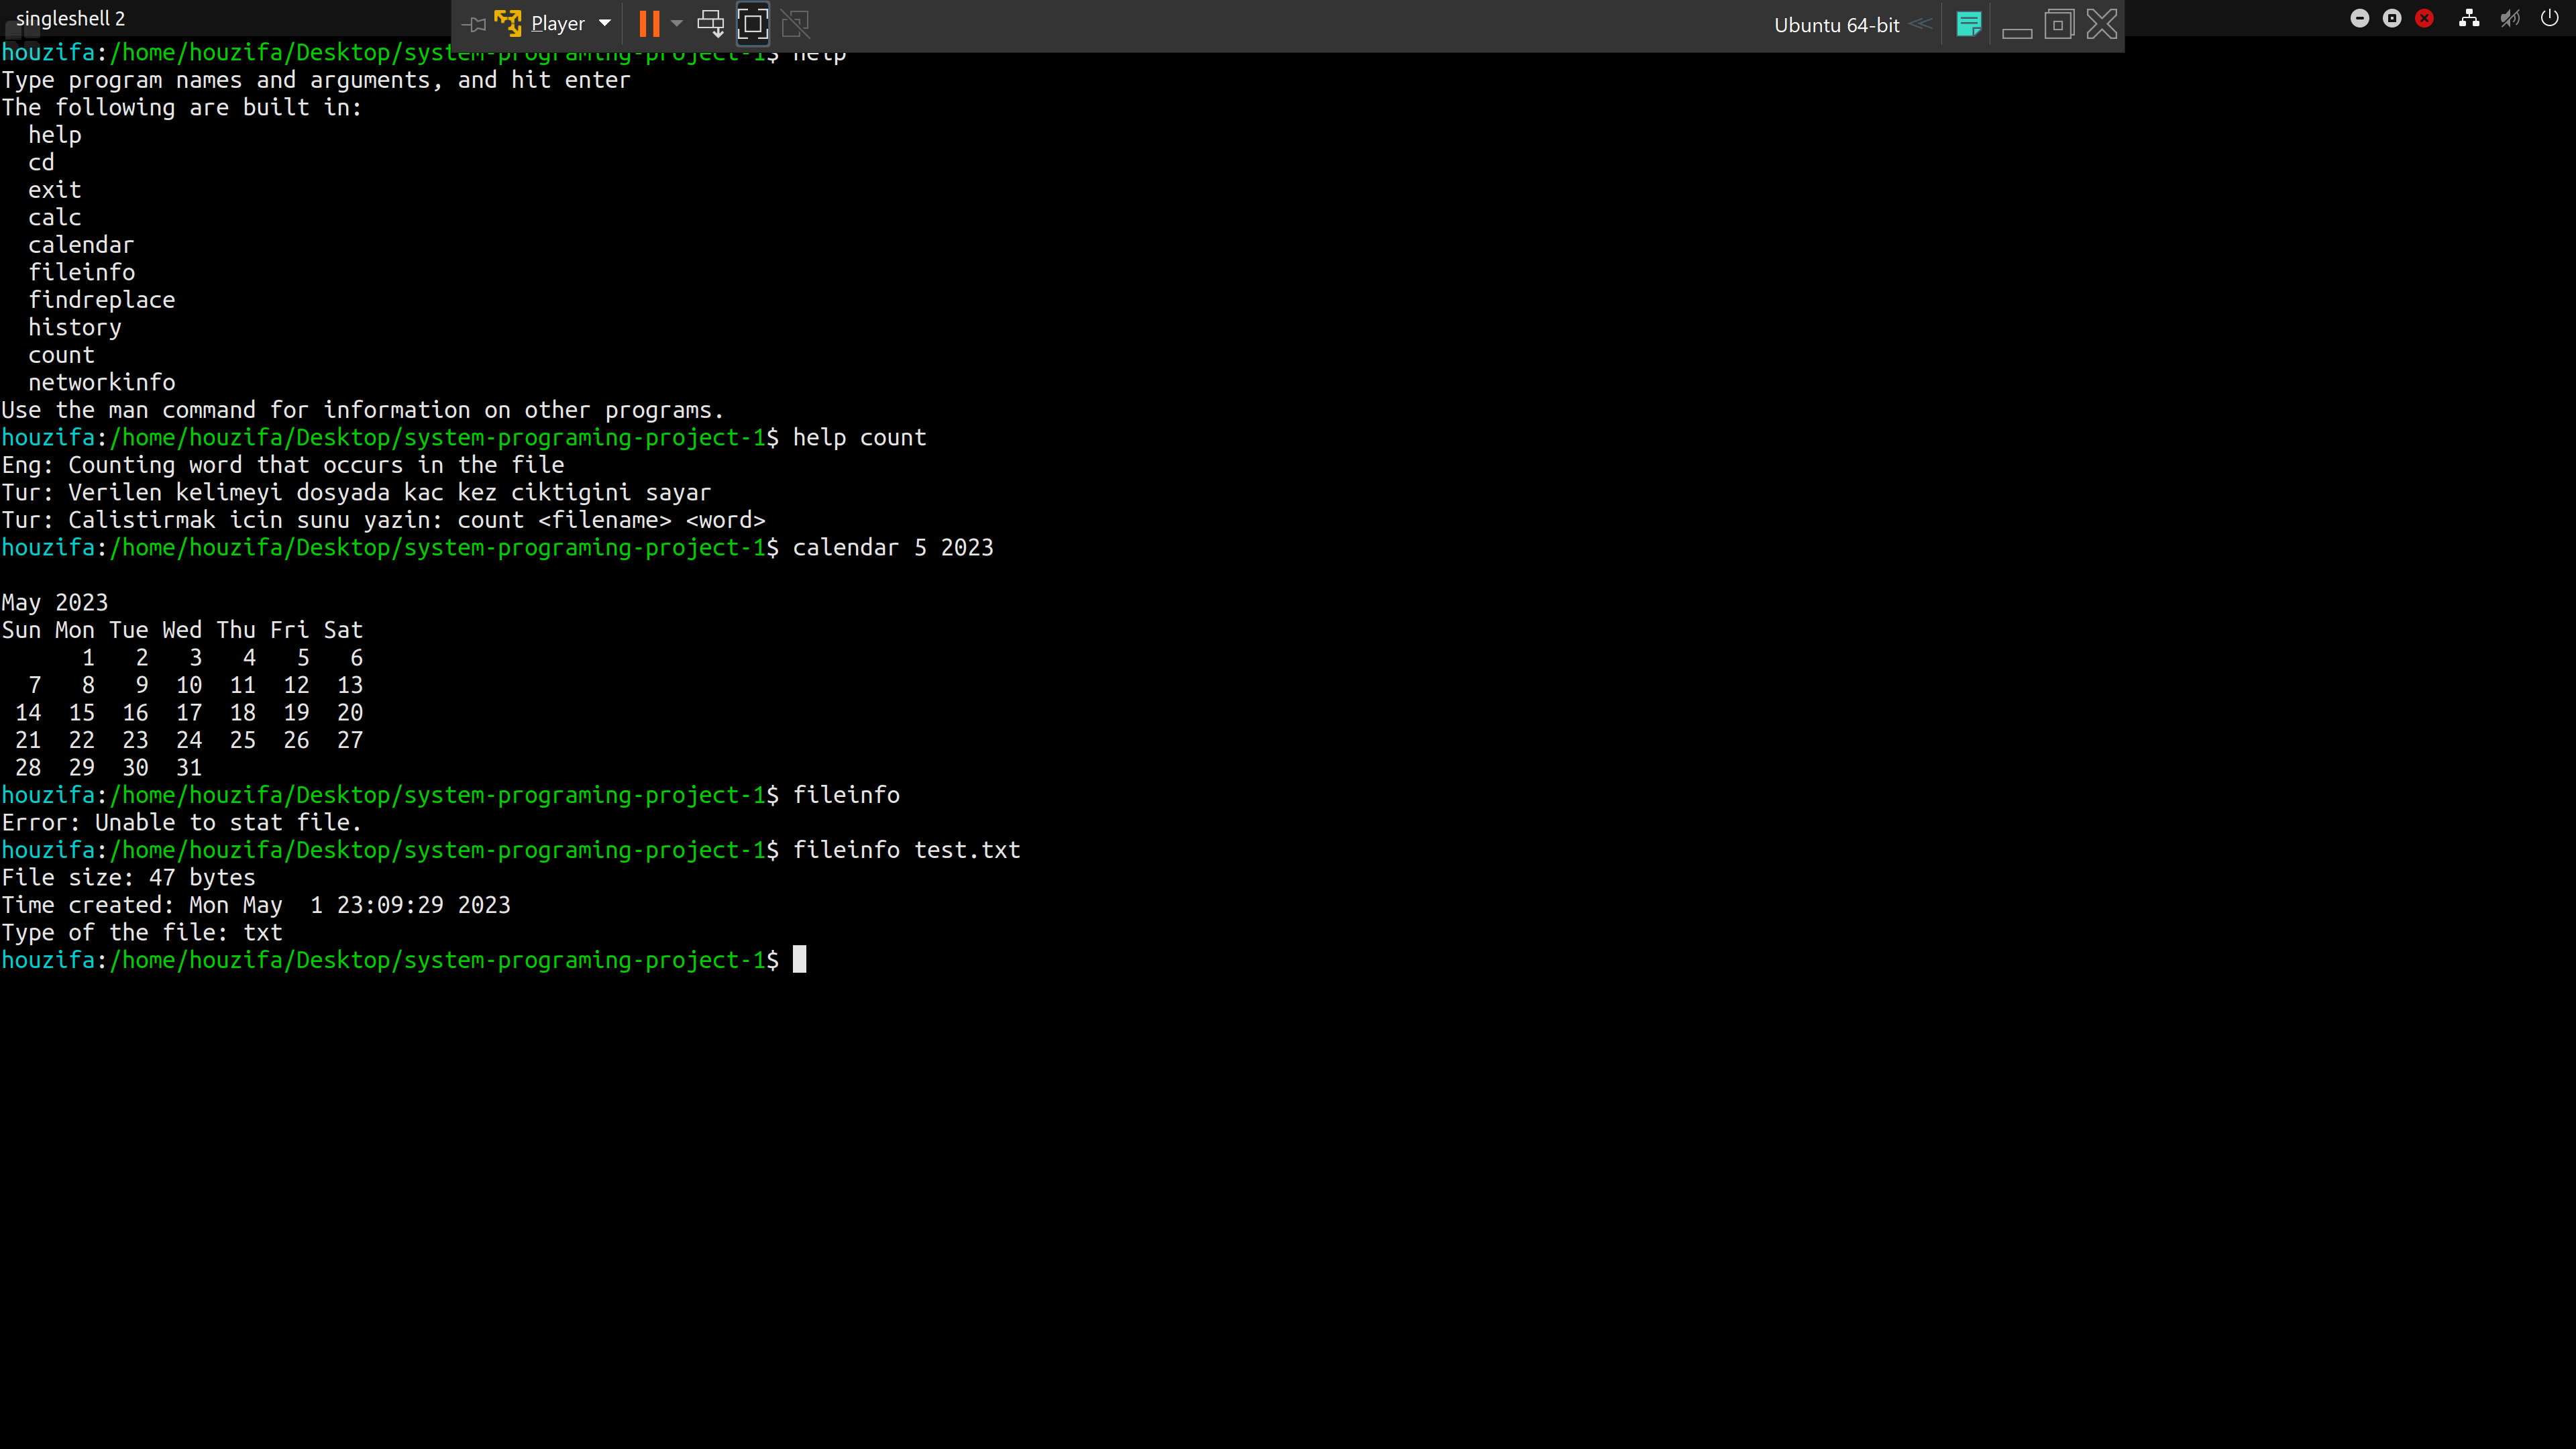 singleshell 2
Player
Ubuntu 64-bit
houzifa:/home/houzifa/Desktop/system-programing-project-1$ help
Type program names and arguments, and hit enter
The following are built in:
  help
  cd
  exit
  calc
  calendar
  fileinfo
  findreplace
  history
  count
  networkinfo
Use the man command for information on other programs.
houzifa:/home/houzifa/Desktop/system-programing-project-1$ help count
Eng: Counting word that occurs in the file
Tur: Verilen kelimeyi dosyada kac kez ciktigini sayar
Tur: Calistirmak icin sunu yazin: count <filename> <word>
houzifa:/home/houzifa/Desktop/system-programing-project-1$ calendar 5 2023
May 2023
Sun Mon Tue Wed Thu Fri Sat
      1   2   3   4   5   6
  7   8   9  10  11  12  13
 14  15  16  17  18  19  20
 21  22  23  24  25  26  27
 28  29  30  31
houzifa:/home/houzifa/Desktop/system-programing-project-1$ fileinfo
Error: Unable to stat file.
houzifa:/home/houzifa/Desktop/system-programing-project-1$ fileinfo test.txt
File size: 47 bytes
Time created: Mon May  1 23:09:29 2023
Type of the file: txt
houzifa:/home/houzifa/Desktop/system-programing-project-1$